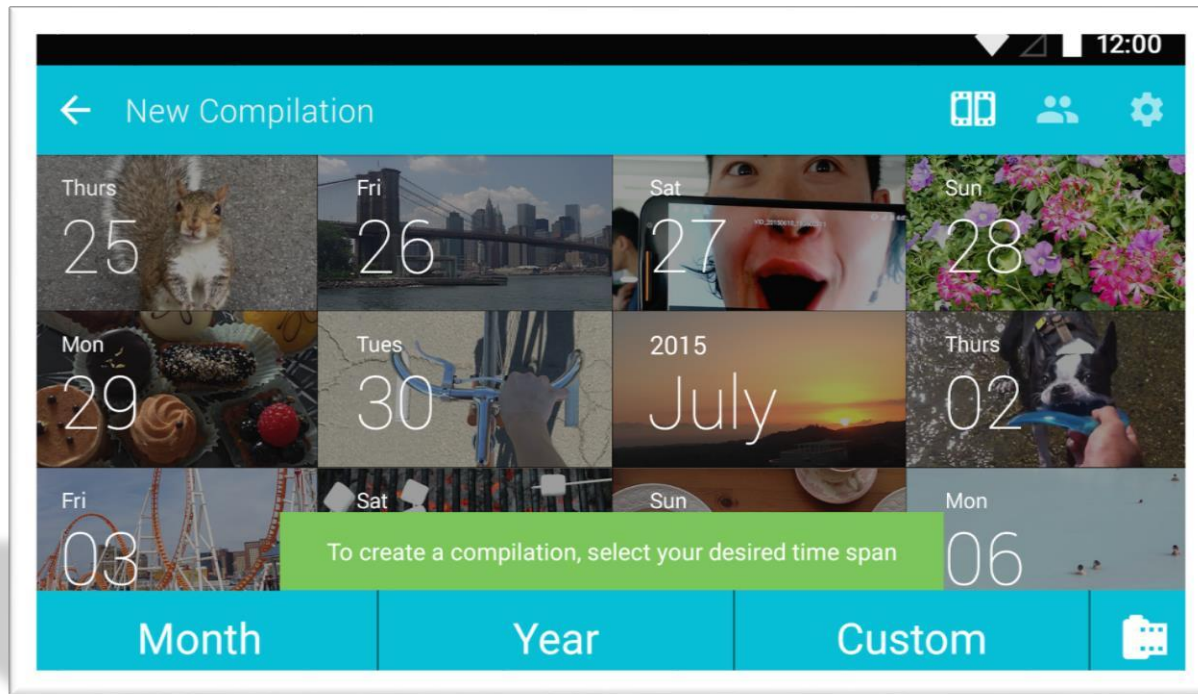 12:00
New Compilation
Thurs
25
Fri
26
Sat
27
Sun
28
Mon
29
Tues
30
2015
July
Thurs
02
Fri
03
Sat
Sun
Mon
06
To create a compilation, select your desired time span
Month
Year
Custom